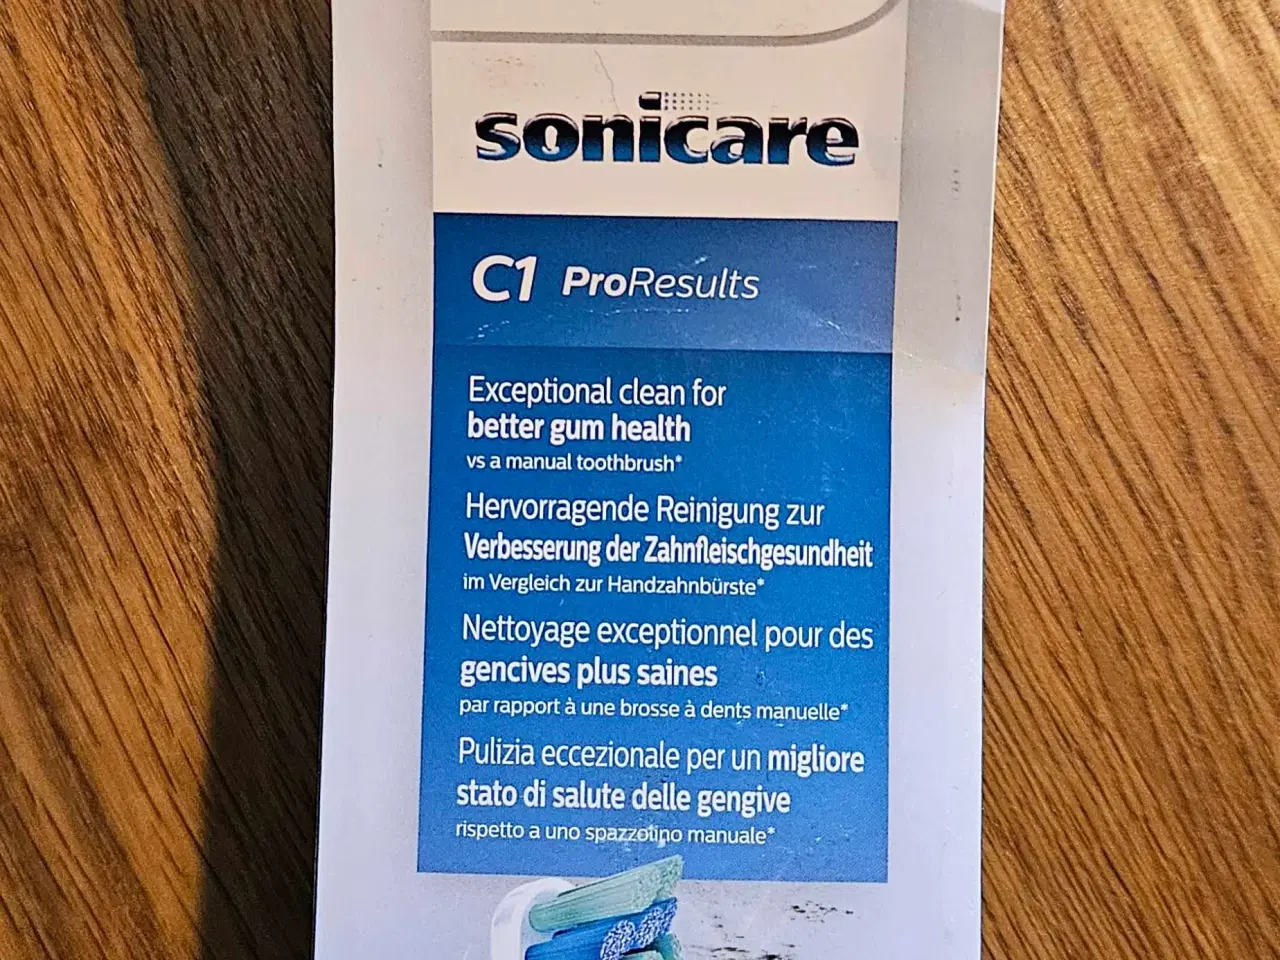 sonicare
C1 ProResults
Exceptional clean for
better gum health
vs a manual toothbrush*
Hervorragende Reinigung zur
Verbesserung der Zahnfleischgesundheit
im Vergleich zur Handzahnbürste*
Nettoyage exceptionnel pour des
gencives plus saines
par rapport à une brosse à dents manuelle*
Pulizia eccezionale per un migliore
stato di salute delle gengive
rispetto a uno spazzolino manuale*